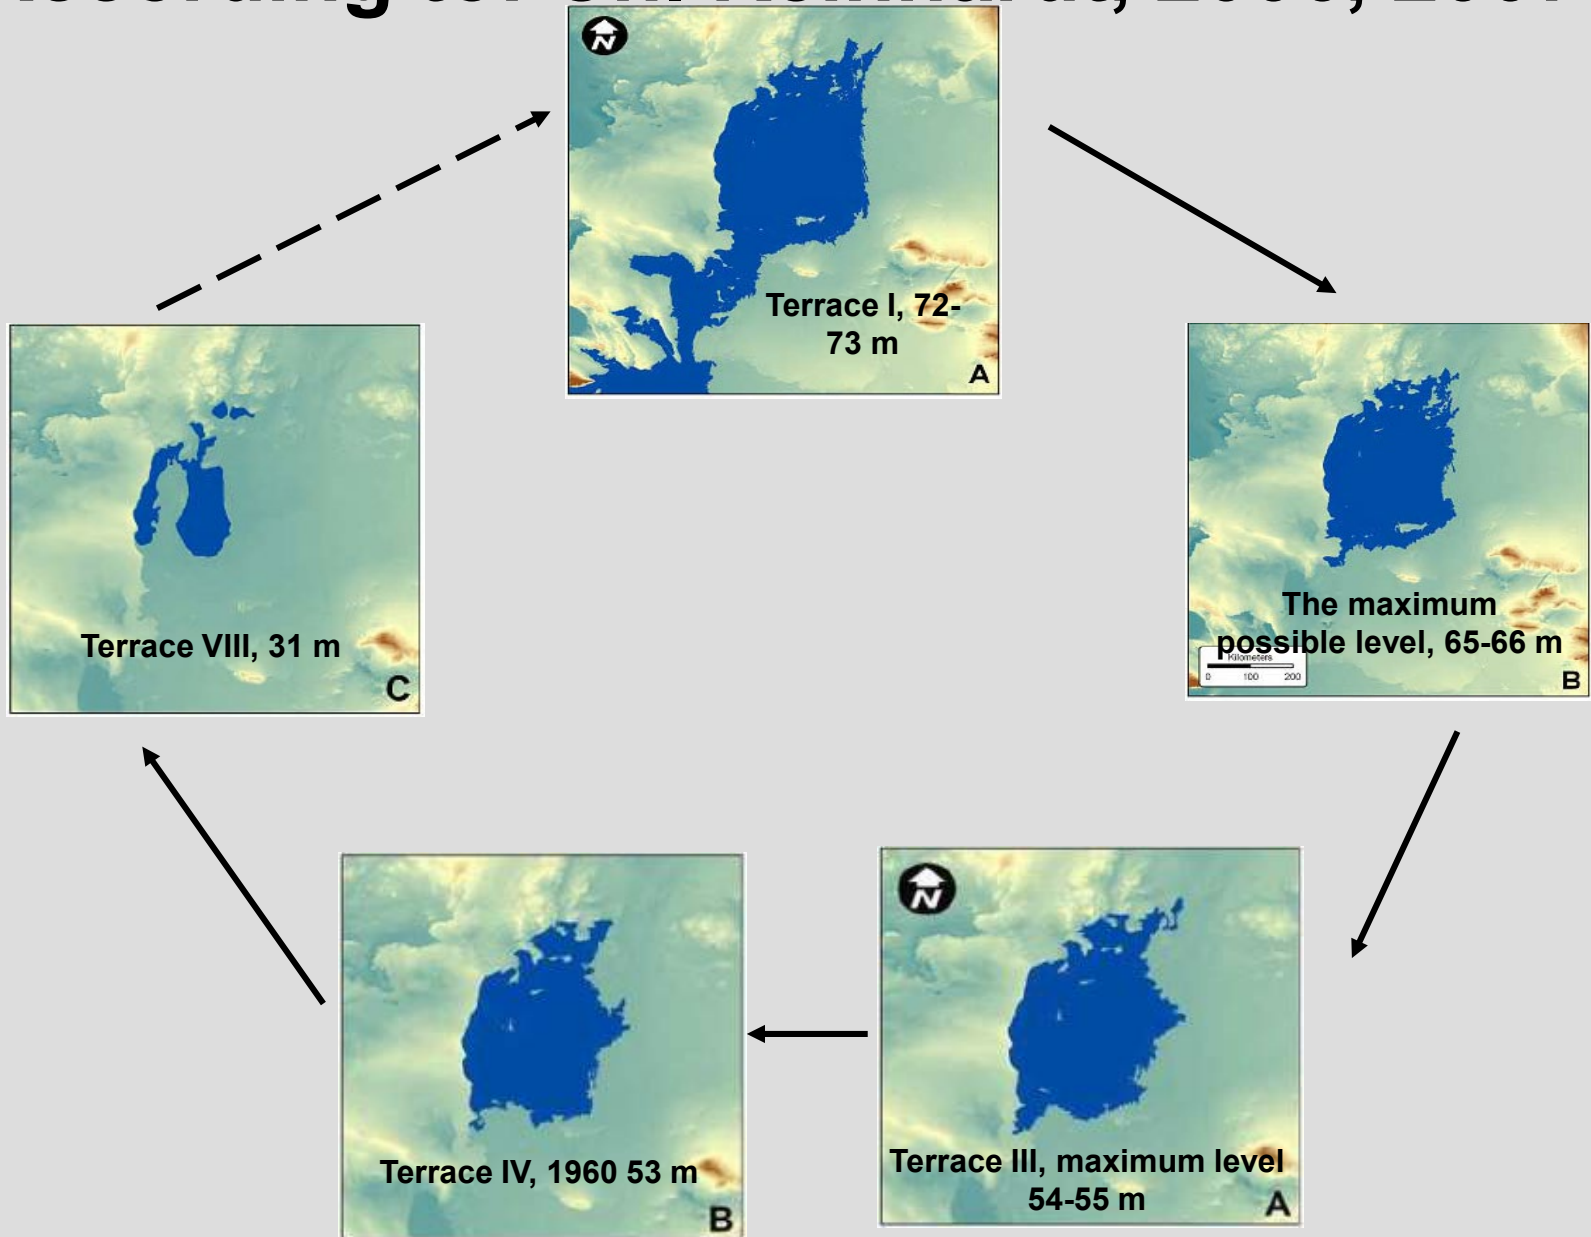 N
Terrace I, 72-
73 m
A
The maximum
possible level, 65-66 m
Kilometers
0 100 200
B
Terrace VIII, 31 m
C
N
Terrace III, maximum level
54-55 m
A
Terrace IV, 1960 53 m
B